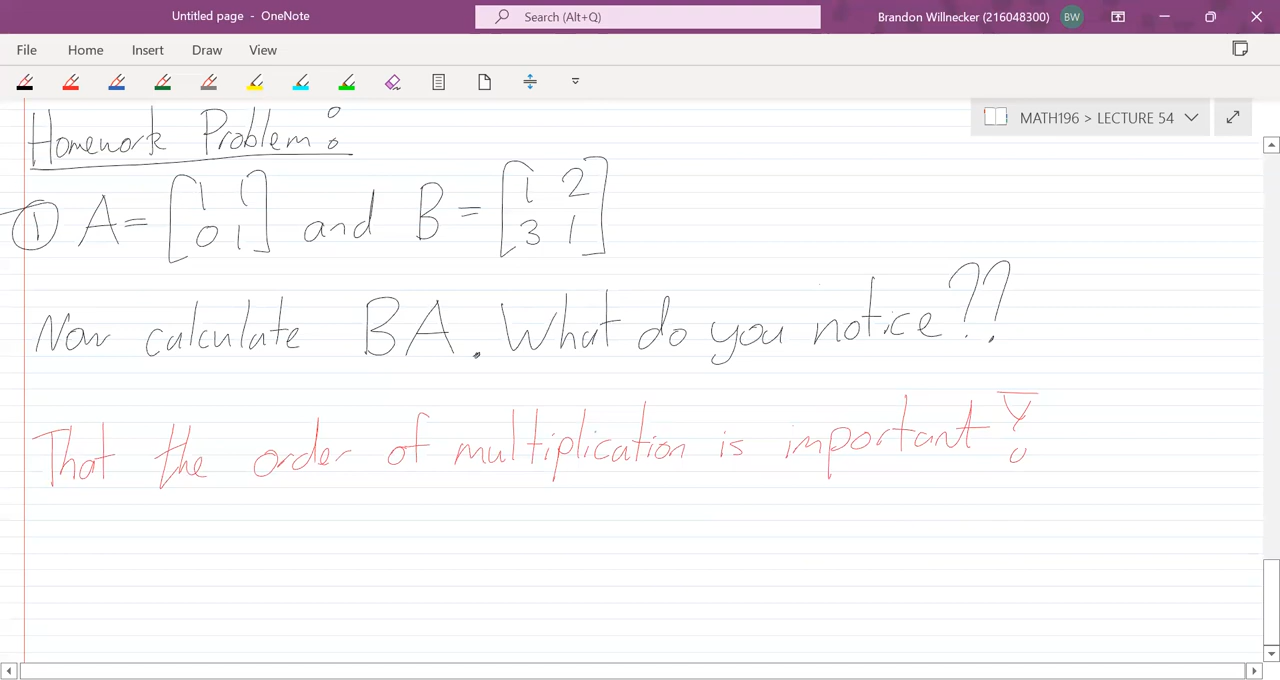 Untitled page - OneNote
Search (Alt+Q)
Brandon Willnecker (216048300)
BW
File Home Insert Draw View
MATH196 > LECTURE 54
Homework Problem:
① A = [1 1; 0 1] and B = [1 2; 3 1]
Now calculate BA. What do you notice??
That the order of multiplication is important!